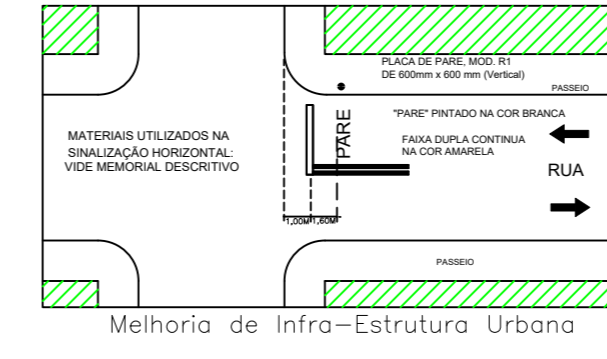 PLACA DE PARE, MOD. R1
DE 600mm x 600 mm (Vertical)
PASSEIO
"PARE" PINTADO NA COR BRANCA
PARE
MATERIAIS UTILIZADOS NA
SINALIZAÇÃO HORIZONTAL:
VIDE MEMORIAL DESCRITIVO
FAIXA DUPLA CONTINUA
NA COR AMARELA
RUA
1,00M
1,60M
PASSEIO
Melhoria de Infra-Estrutura Urbana